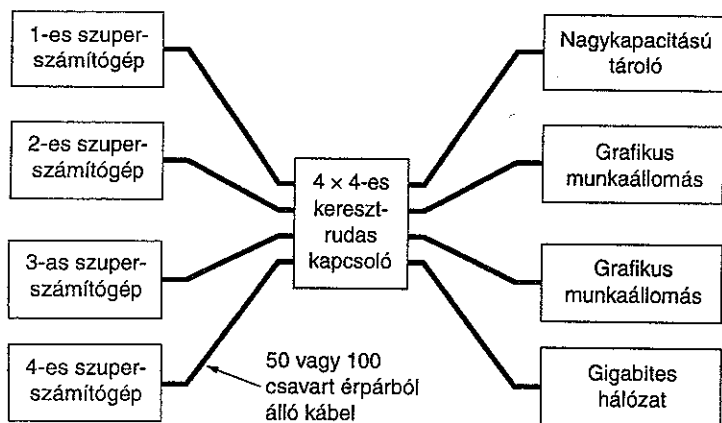 1-es szuper-
számítógép
2-es szuper-
számítógép
3-as szuper-
számítógép
4-es szuper-
számítógép
4 × 4-es
kereszt-
rudas
kapcsoló
50 vagy 100
csavart érpárból
álló kábel
Nagykapacitású
tároló
Grafikus
munkaállomás
Grafikus
munkaállomás
Gigabites
hálózat